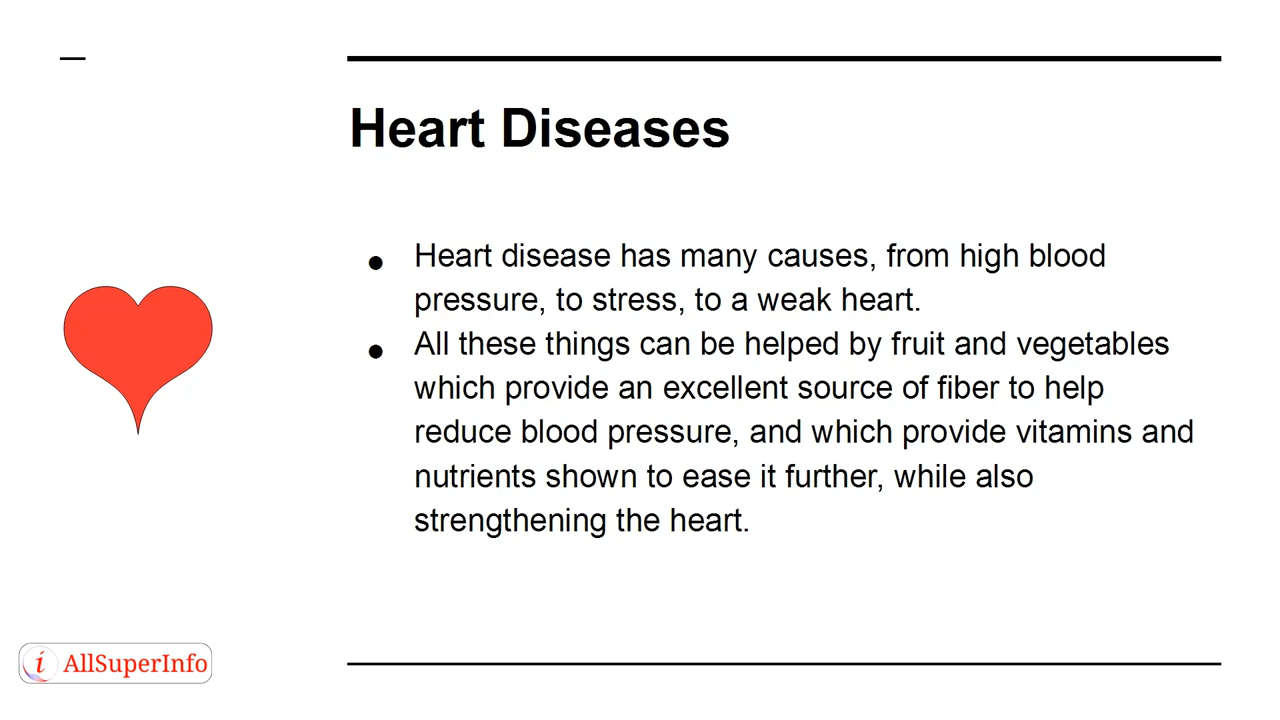 Heart Diseases
● Heart disease has many causes, from high blood
pressure, to stress, to a weak heart.
● All these things can be helped by fruit and vegetables
which provide an excellent source of fiber to help
reduce blood pressure, and which provide vitamins and
nutrients shown to ease it further, while also
strengthening the heart.
i AllSuperInfo